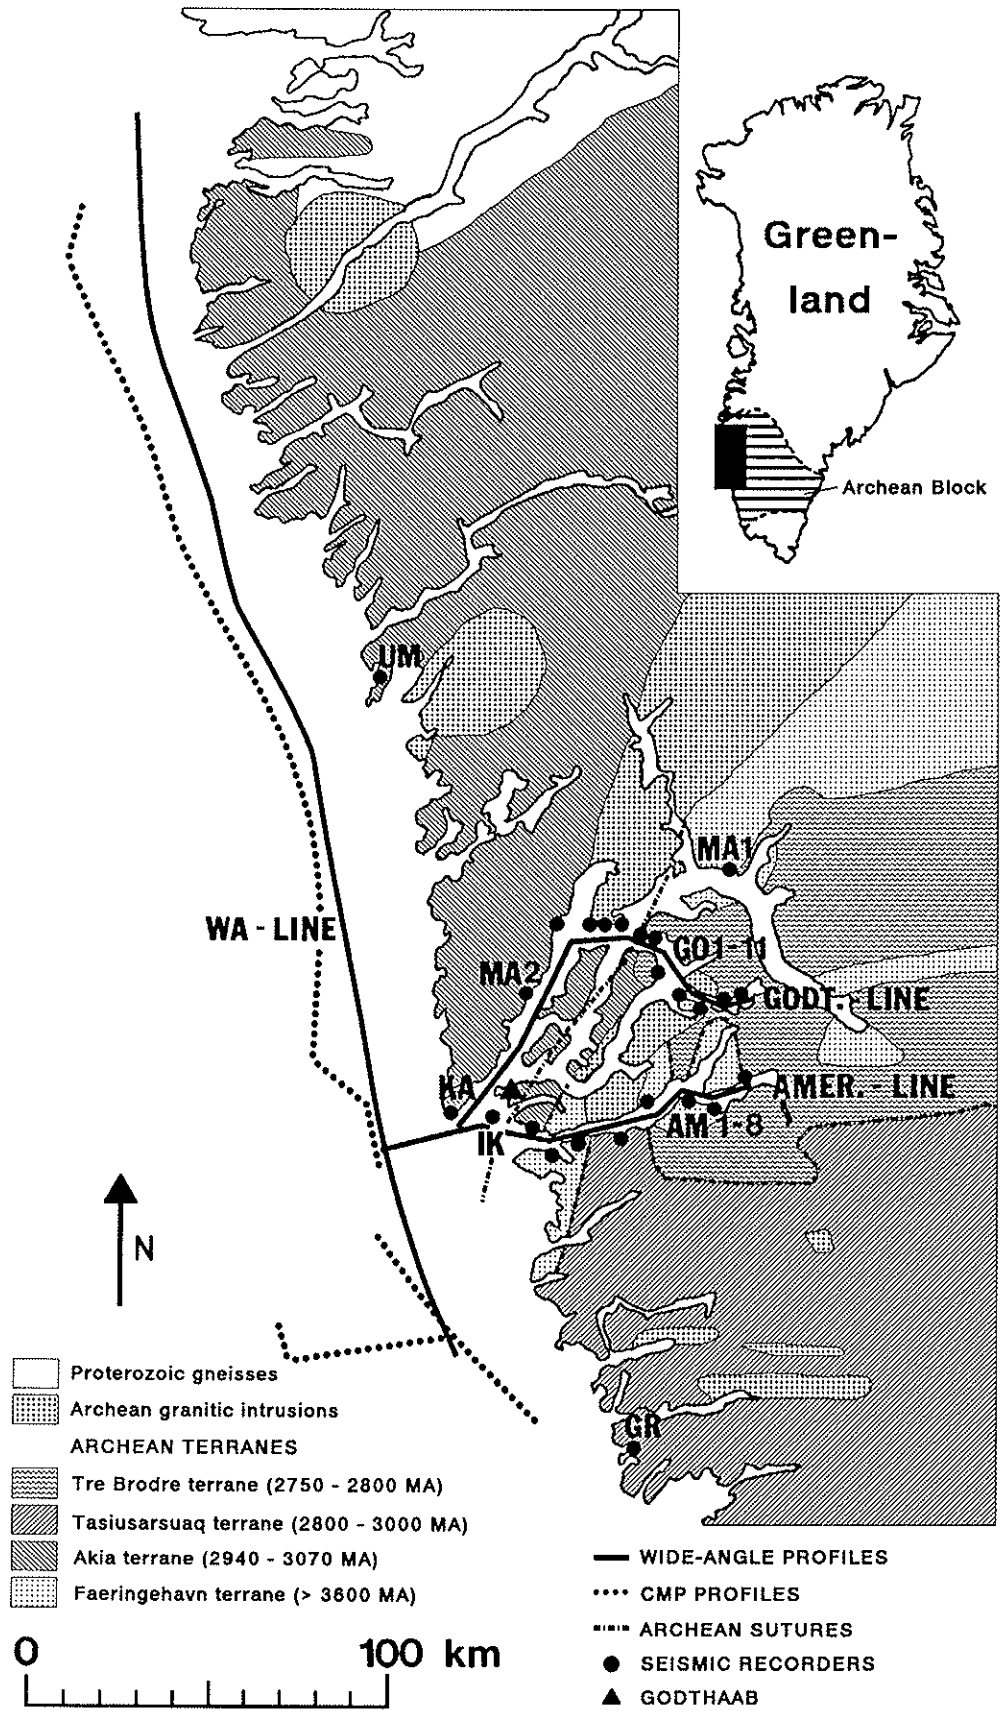 Green-
land
Archean Block
UM
MA1
WA - LINE
GO1-11
MA2
GODT. - LINE
KA
AMER. - LINE
AM 1-8
IK
N
GR
Proterozoic gneisses
Archean granitic intrusions
ARCHEAN TERRANES
Tre Brodre terrane (2750 - 2800 MA)
Tasiusarsuaq terrane (2800 - 3000 MA)
Akia terrane (2940 - 3070 MA)
Faeringehavn terrane (> 3600 MA)
WIDE-ANGLE PROFILES
CMP PROFILES
ARCHEAN SUTURES
SEISMIC RECORDERS
GODTHAAB
0 100 km